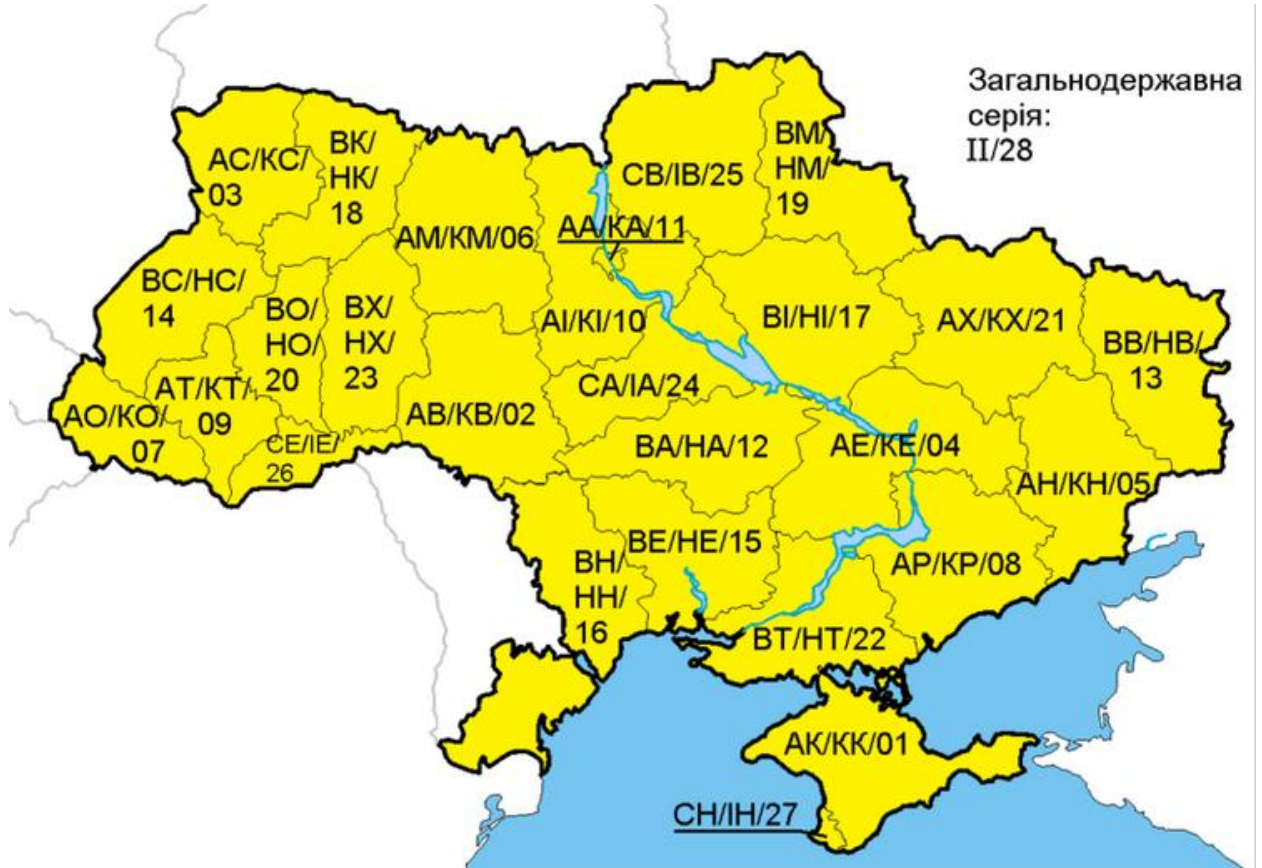 Загальнодержавна
серія:
II/28
АС/КС/
03
ВК/
НК/
18
АМ/КМ/06
АА/КА/11
СВ/ІВ/25
ВМ/
НМ/
19
ВС/НС/
14
ВО/
НО/
20
ВХ/
НХ/
23
АІ/КІ/10
ВІ/НІ/17
АХ/КХ/21
ВВ/НВ/
13
АО/КО/
07
АТ/КТ/
09
СЕ/ІЕ/
26
АВ/КВ/02
СА/ІА/24
ВА/НА/12
АЕ/КЕ/04
АН/КН/05
ВН/
НН/
16
ВЕ/НЕ/15
АР/КР/08
ВТ/НТ/22
АК/КК/01
СН/ІН/27